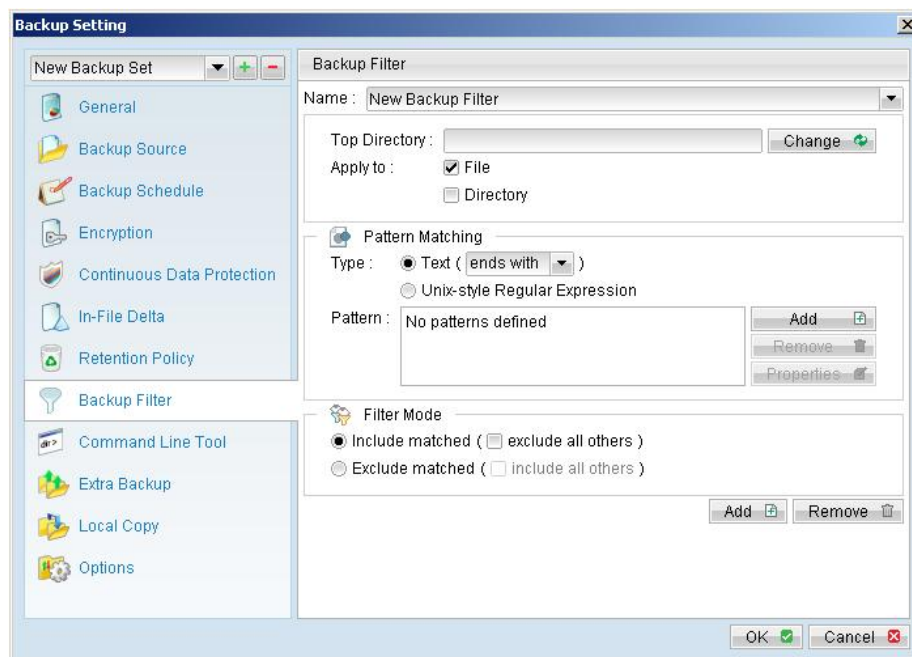 Backup Setting
New Backup Set
General
Backup Source
Backup Schedule
Encryption
Continuous Data Protection
In-File Delta
Retention Policy
Backup Filter
Command Line Tool
Extra Backup
Local Copy
Options
Backup Filter
Name : New Backup Filter
Top Directory : Change
Apply to : File
Directory
Pattern Matching
Type : Text ( ends with )
Unix-style Regular Expression
Pattern : No patterns defined
Add
Remove
Properties
Filter Mode
Include matched ( exclude all others )
Exclude matched ( include all others )
Add Remove
OK Cancel